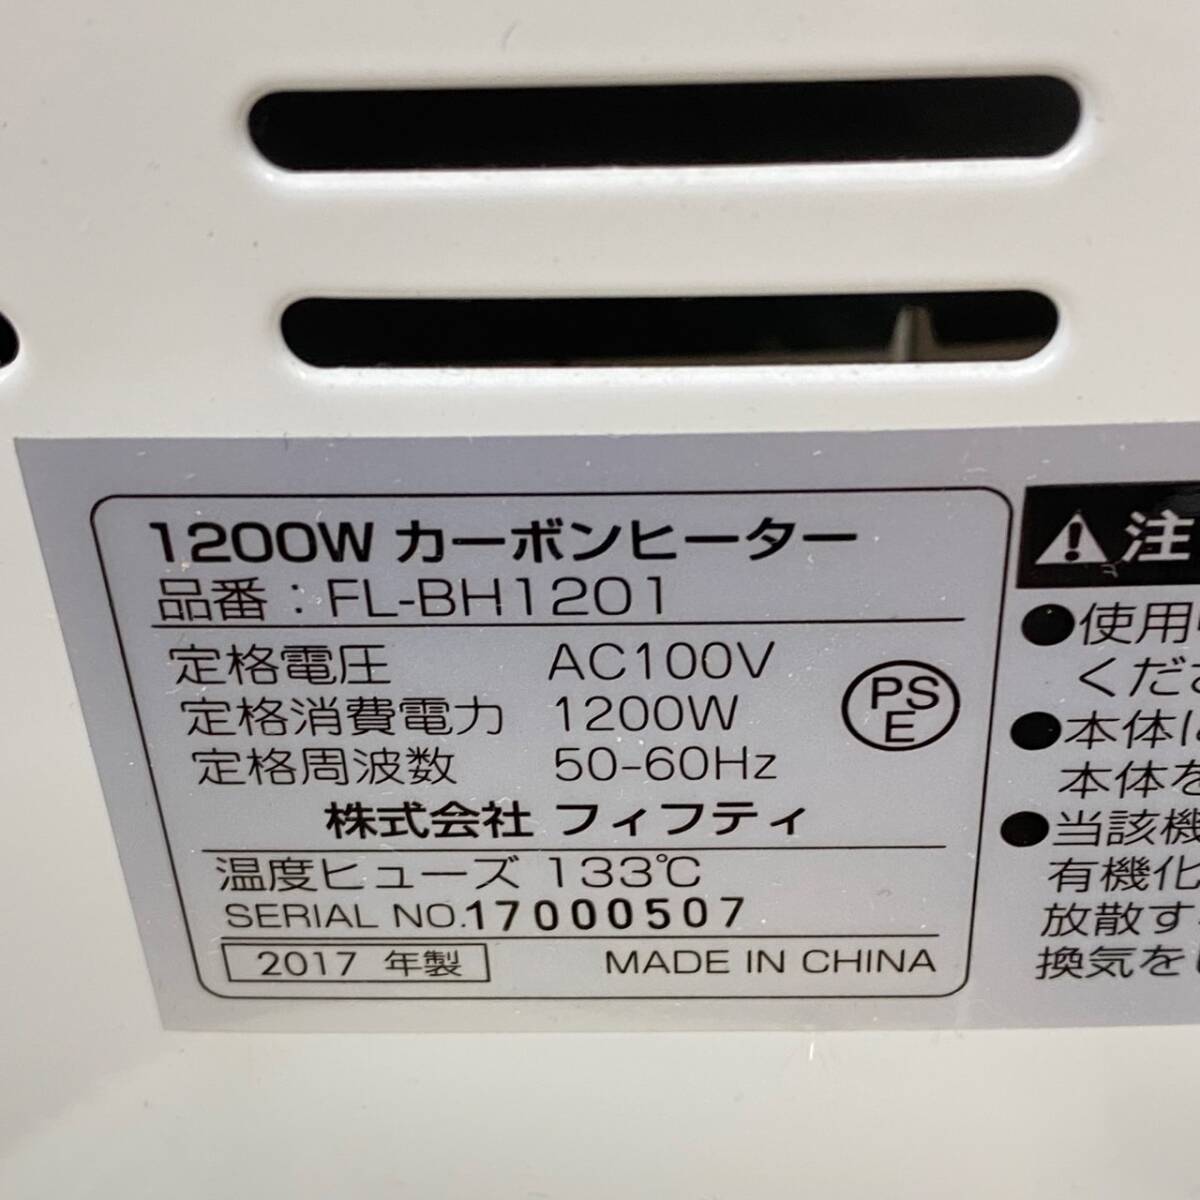 1200W カーボンヒーター
品番：FL-BH1201
定格電圧 AC100V
定格消費電力 1200W
定格周波数 50-60Hz
PS
E
株式会社 フィフティ
温度ヒューズ 133℃
SERIAL NO.17000507
2017 年製 MADE IN CHINA
注
●使用
くださ
●本体は
本体を
●当該機
有機化
放散す
換気を